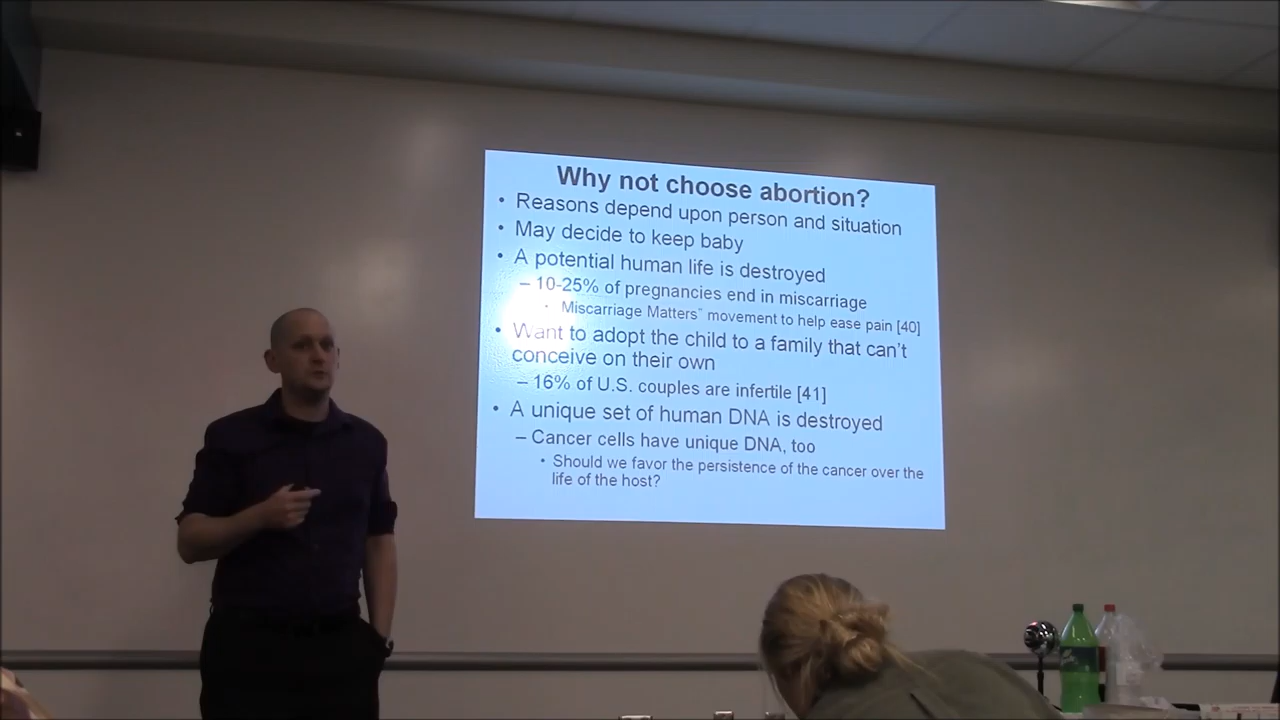 Why not choose abortion?
• Reasons depend upon person and situation
• May decide to keep baby
• A potential human life is destroyed
– 10-25% of pregnancies end in miscarriage
• Miscarriage Matters™ movement to help ease pain [40]
• Want to adopt the child to a family that can't
conceive on their own
– 16% of U.S. couples are infertile [41]
• A unique set of human DNA is destroyed
– Cancer cells have unique DNA, too
• Should we favor the persistence of the cancer over the
life of the host?